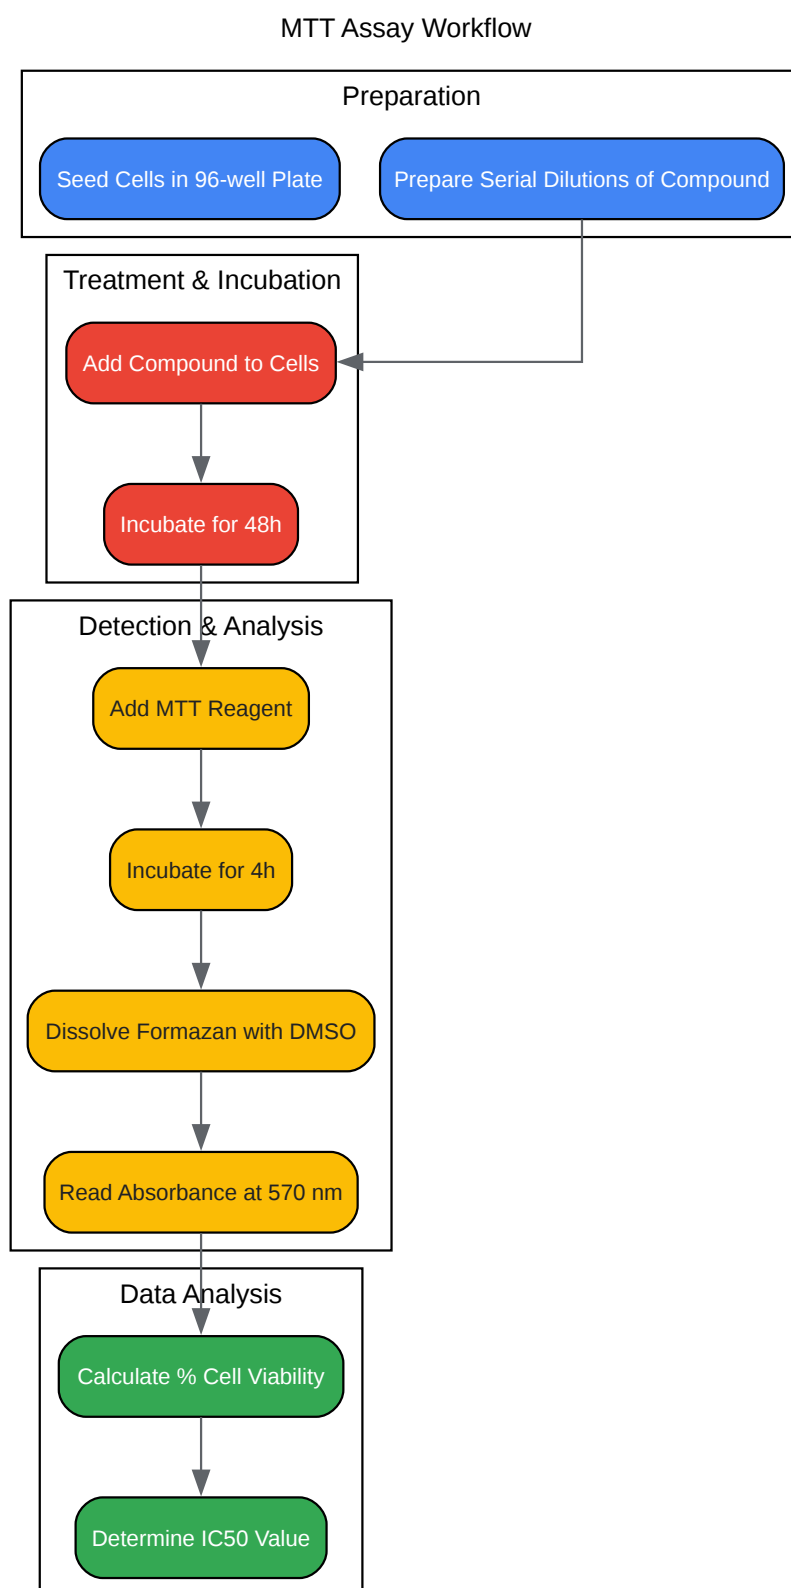 MTT Assay Workflow
Preparation
Seed Cells in 96-well Plate
Prepare Serial Dilutions of Compound
Treatment & Incubation
Add Compound to Cells
Incubate for 48h
Detection & Analysis
Add MTT Reagent
Incubate for 4h
Dissolve Formazan with DMSO
Read Absorbance at 570 nm
Data Analysis
Calculate % Cell Viability
Determine IC50 Value